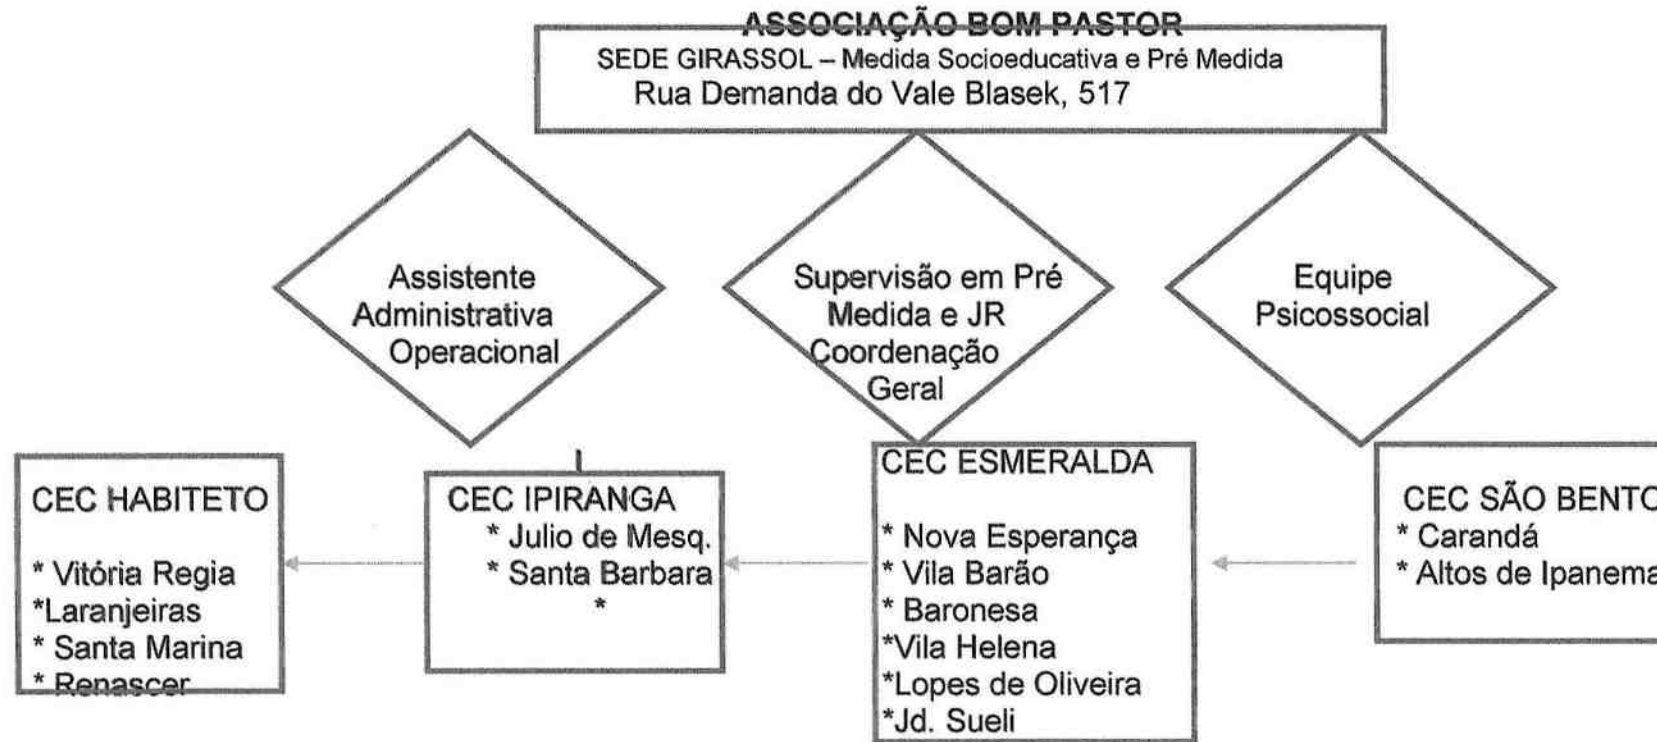 ASSOCIAÇÃO BOM PASTOR
SEDE GIRASSOL – Medida Socioeducativa e Pré Medida
Rua Demanda do Vale Blasek, 517
Assistente
Administrativa
Operacional
Supervisão em Pré
Medida e JR
Coordenação
Geral
Equipe
Psicossocial
CEC HABITETO
* Vitória Regia
*Laranjeiras
* Santa Marina
* Renascer
CEC IPIRANGA
* Julio de Mesq.
* Santa Barbara
*
CEC ESMERALDA
* Nova Esperança
* Vila Barão
* Baronesa
*Vila Helena
*Lopes de Oliveira
*Jd. Sueli
CEC SÃO BENTO
* Carandá
* Altos de Ipanema